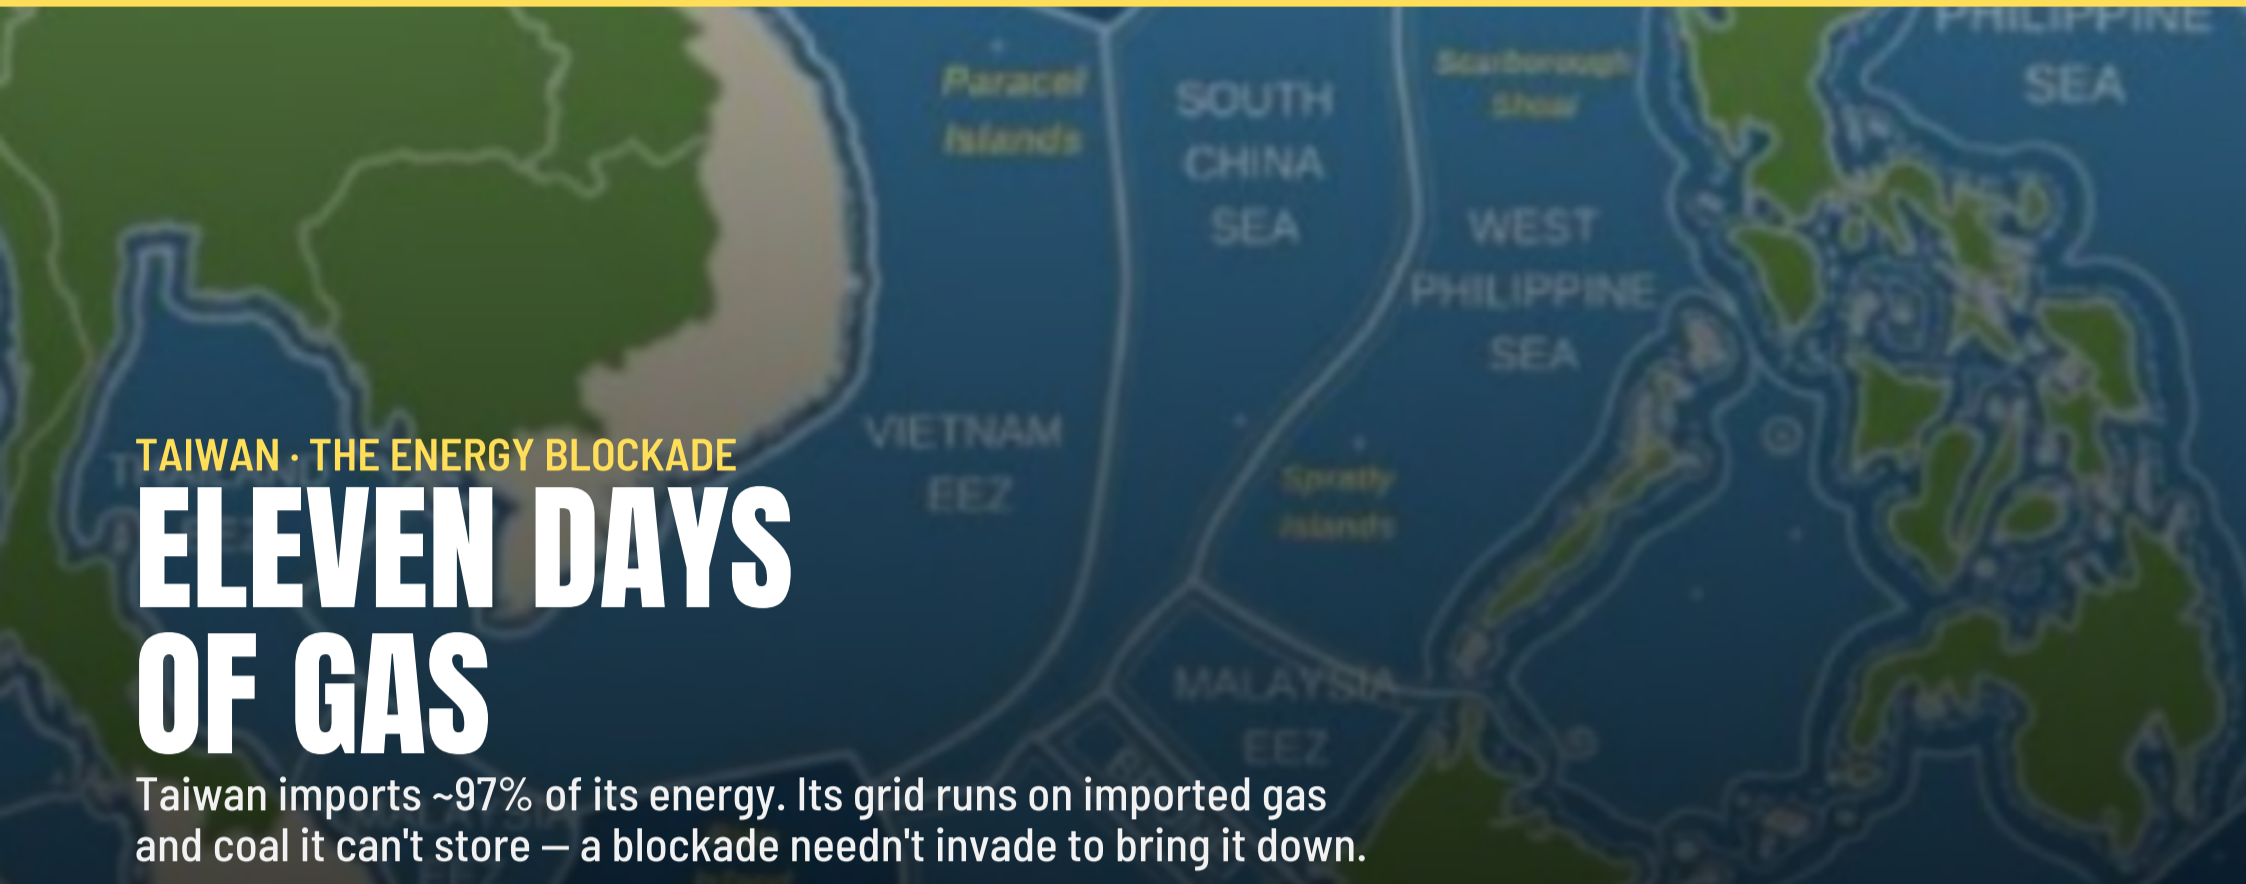 PHILIPPINE
SEA
Paracel
Islands
SOUTH
CHINA
SEA
Scarborough
Shoal
WEST
PHILIPPINE
SEA
VIETNAM
EEZ
Spratly
Islands
MALAYSIA
EEZ
TAIWAN · THE ENERGY BLOCKADE
ELEVEN DAYS
OF GAS
Taiwan imports ~97% of its energy. Its grid runs on imported gas
and coal it can't store – a blockade needn't invade to bring it down.
Island